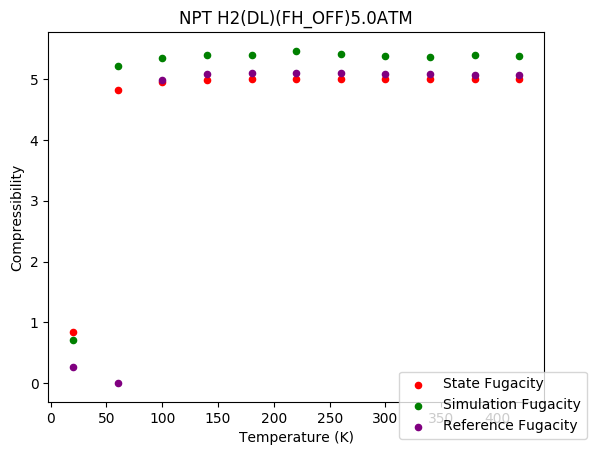 NPT H2(DL)(FH_OFF)5.0ATM
Compressibility
5
4
3
2
1
0
0 50 100 150 200 250 300 350 400
Temperature (K)
State Fugacity
Simulation Fugacity
Reference Fugacity